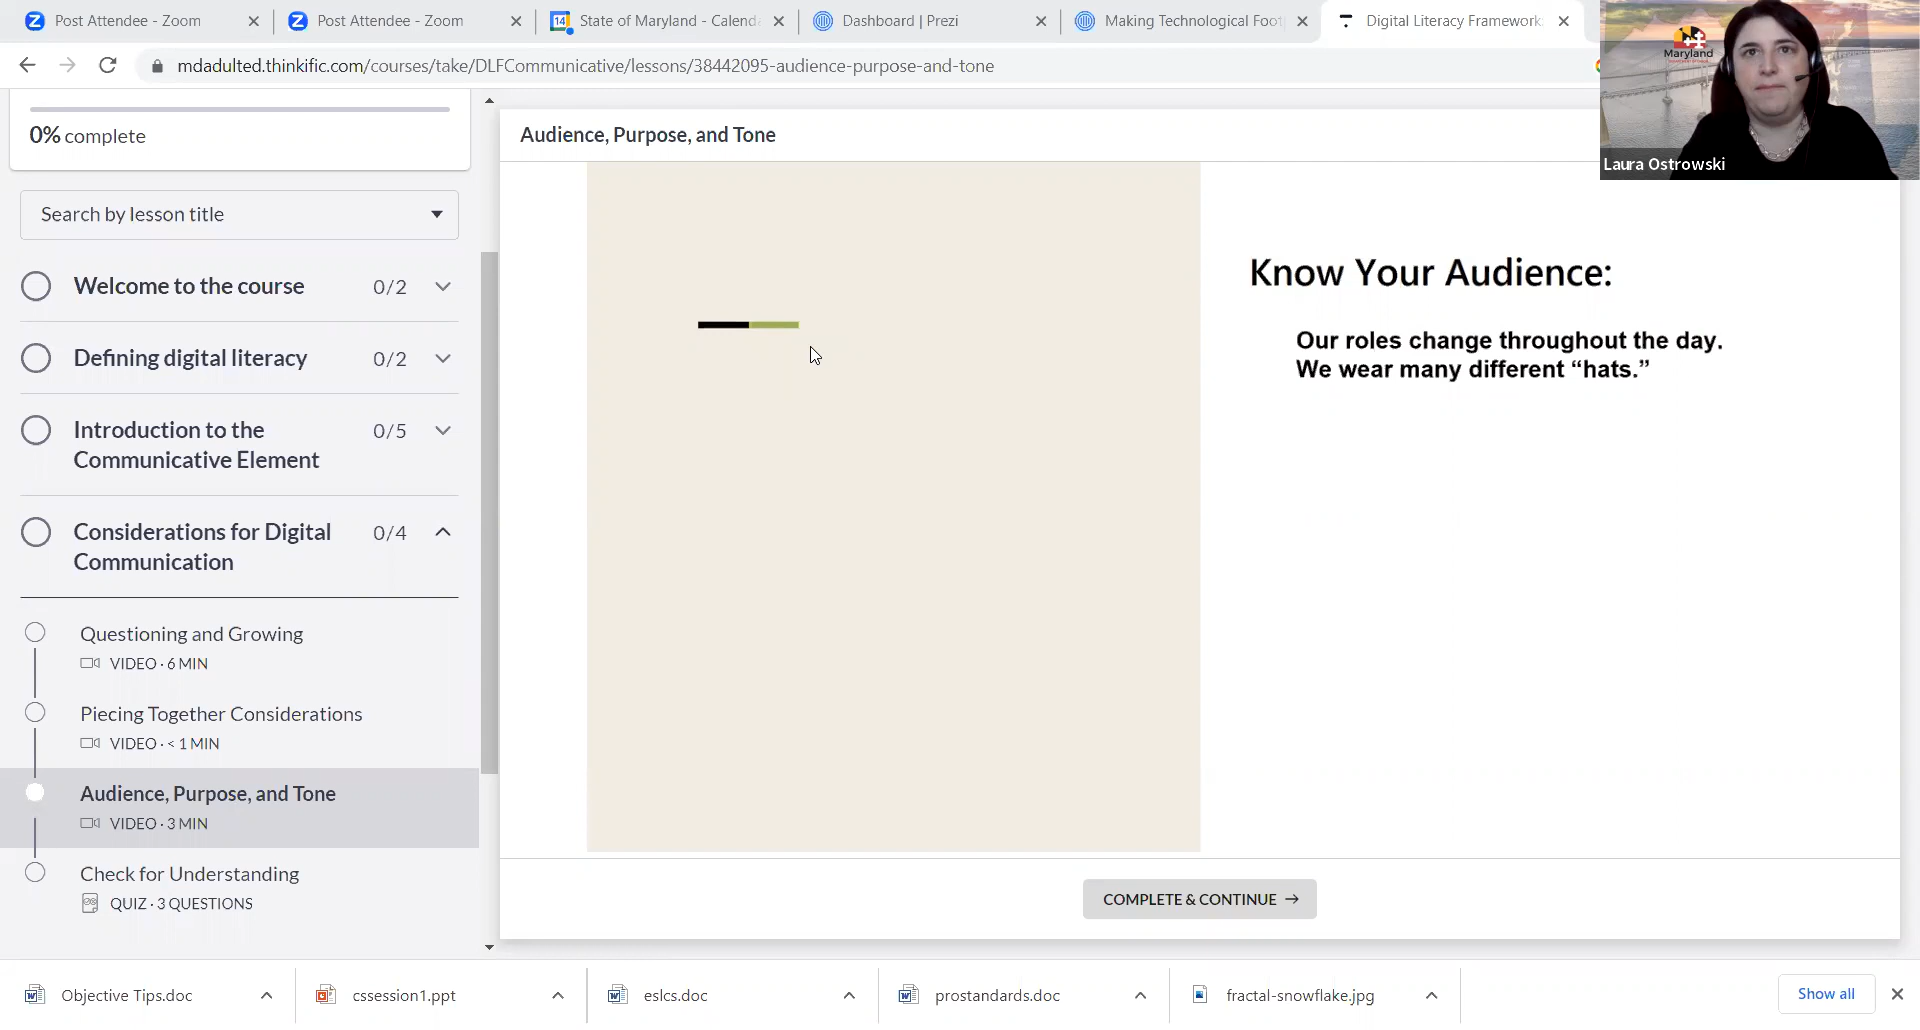 Post Attendee - Zoom
Post Attendee - Zoom
14
State of Maryland - Calend
Dashboard | Prezi
Making Technological Foot
Digital Literacy Framework
mdadulted.thinkific.com/courses/take/DLFCommunicative/lessons/38442095-audience-purpose-and-tone
Maryland
Laura Ostrowski
0% complete
Search by lesson title
Welcome to the course 0/2
Defining digital literacy 0/2
Introduction to the 0/5
Communicative Element
Considerations for Digital 0/4
Communication
Questioning and Growing
VIDEO · 6 MIN
Piecing Together Considerations
VIDEO · < 1 MIN
Audience, Purpose, and Tone
VIDEO · 3 MIN
Check for Understanding
QUIZ · 3 QUESTIONS
Audience, Purpose, and Tone
Know Your Audience:
Our roles change throughout the day.
We wear many different “hats.”
COMPLETE & CONTINUE →
Objective Tips.doc
cssession1.ppt
eslcs.doc
prostandards.doc
fractal-snowflake.jpg
Show all